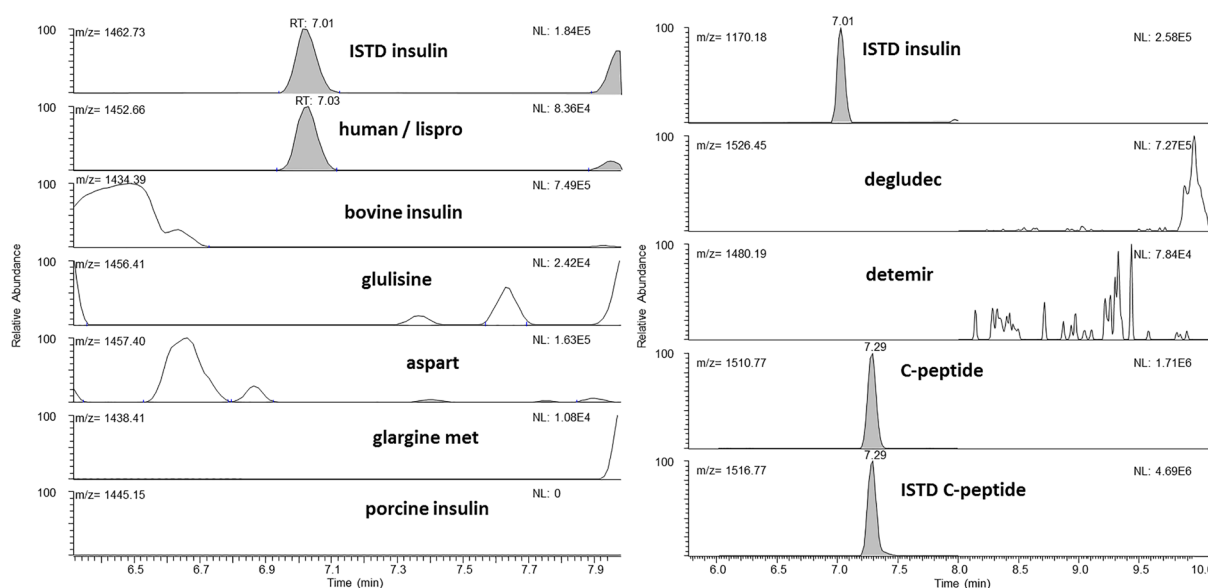 RT: 7.01
100
m/z= 1462.73
ISTD insulin
NL: 1.84E5
RT: 7.03
100
m/z= 1452.66
human / lispro
NL: 8.36E4
100
m/z= 1434.39
bovine insulin
NL: 7.49E5
100
m/z= 1456.41
glulisine
NL: 2.42E4
100
m/z= 1457.40
aspart
NL: 1.63E5
100
m/z= 1438.41
glargine met
NL: 1.08E4
100
m/z= 1445.15
porcine insulin
NL: 0
Relative Abundance
6.5 6.7 6.9 7.1 7.3 7.5 7.7 7.9
Time (min)
7.01
100
m/z= 1170.18
ISTD insulin
NL: 2.58E5
100
m/z= 1526.45
degludec
NL: 7.27E5
100
m/z= 1480.19
detemir
NL: 7.84E4
7.29
100
m/z= 1510.77
C-peptide
NL: 1.71E6
7.29
100
m/z= 1516.77
ISTD C-peptide
NL: 4.69E6
Relative Abundance
6.0 6.5 7.0 7.5 8.0 8.5 9.0 9.5 10.0
Time (min)